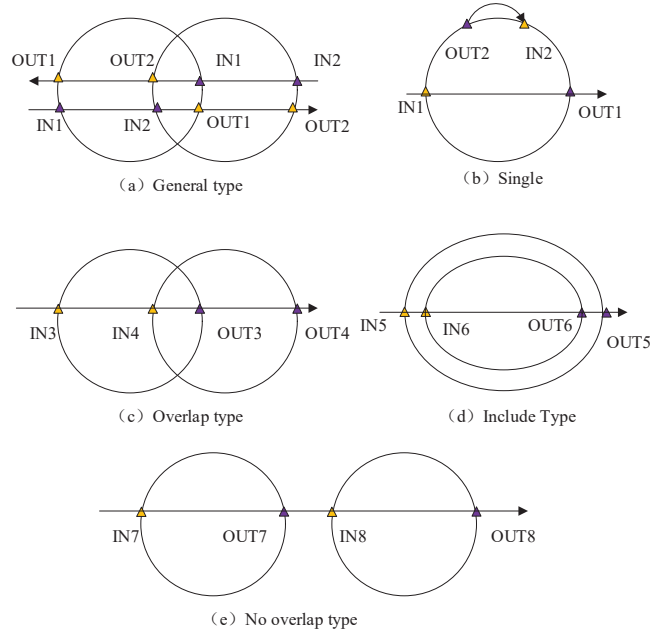 OUT1 OUT2 IN1 IN2
IN1 IN2 OUT1 OUT2
（a）General type
OUT2 IN2
IN1 OUT1
（b）Single
IN3 IN4 OUT3 OUT4
（c）Overlap type
IN5 IN6 OUT6 OUT5
（d）Include Type
IN7 OUT7 IN8 OUT8
（e）No overlap type